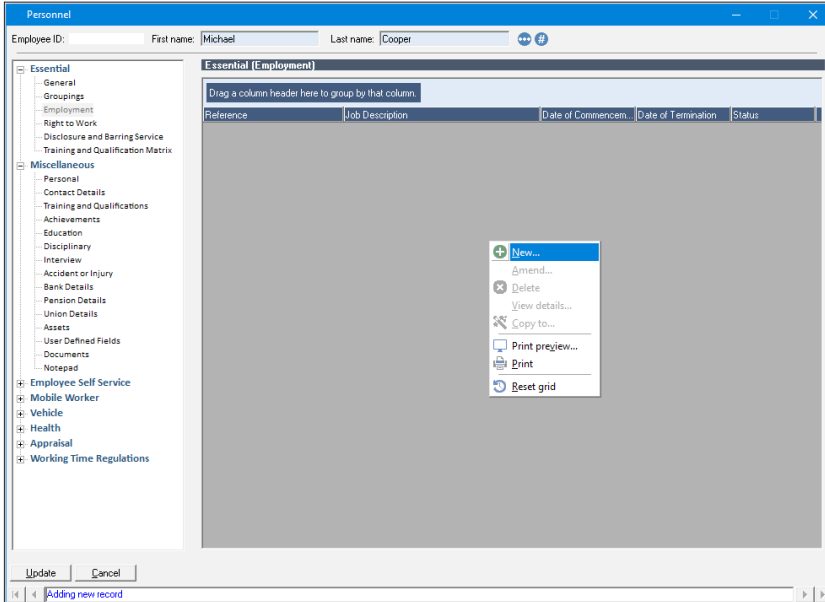 Personnel
Employee ID: First name: Michael Last name: Cooper
Essential
General
Groupings
Employment
Right to Work
Disclosure and Barring Service
Training and Qualification Matrix
Miscellaneous
Personal
Contact Details
Training and Qualifications
Achievements
Education
Disciplinary
Interview
Accident or Injury
Bank Details
Pension Details
Union Details
Assets
User Defined Fields
Documents
Notepad
Employee Self Service
Mobile Worker
Vehicle
Health
Appraisal
Working Time Regulations
Essential (Employment)
Drag a column header here to group by that column.
Reference Job Description Date of Commencem... Date of Termination Status
New...
Amend...
Delete
View details...
Copy to...
Print preview...
Print
Reset grid
Update Cancel
Adding new record